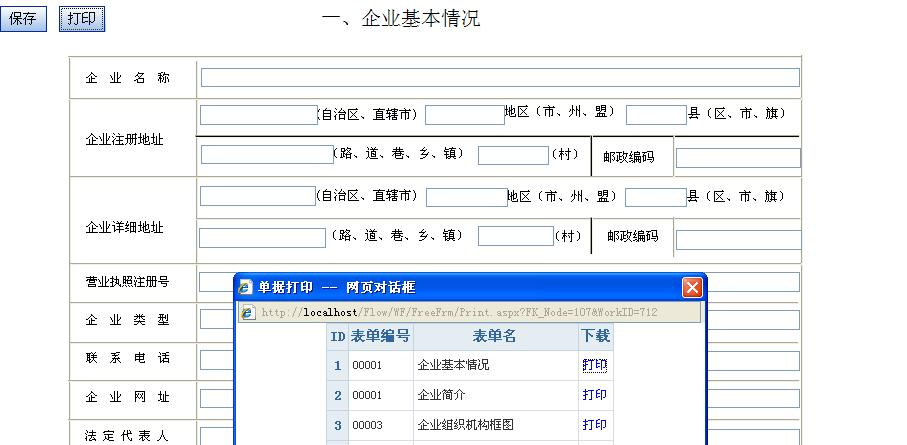 保存 打印 一、企业基本情况
企 业 名 称
(自治区、直辖市) 地区（市、州、盟） 县（区、市、旗）
企业注册地址
（路、道、巷、乡、镇） （村） 邮政编码
(自治区、直辖市) 地区（市、州、盟） 县（区、市、旗）
企业详细地址
（路、道、巷、乡、镇） （村） 邮政编码
营业执照注册号
企 业 类 型
联 系 电 话
企 业 网 址
法 定 代 表 人
单据打印 -- 网页对话框
http://localhost/Flow/WF/FreeFrm/Print.aspx?FK_Node=107&WorkID=712
ID 表单编号 表单名 下载
1 00001 企业基本情况 打印
2 00001 企业简介 打印
3 00003 企业组织机构框图 打印